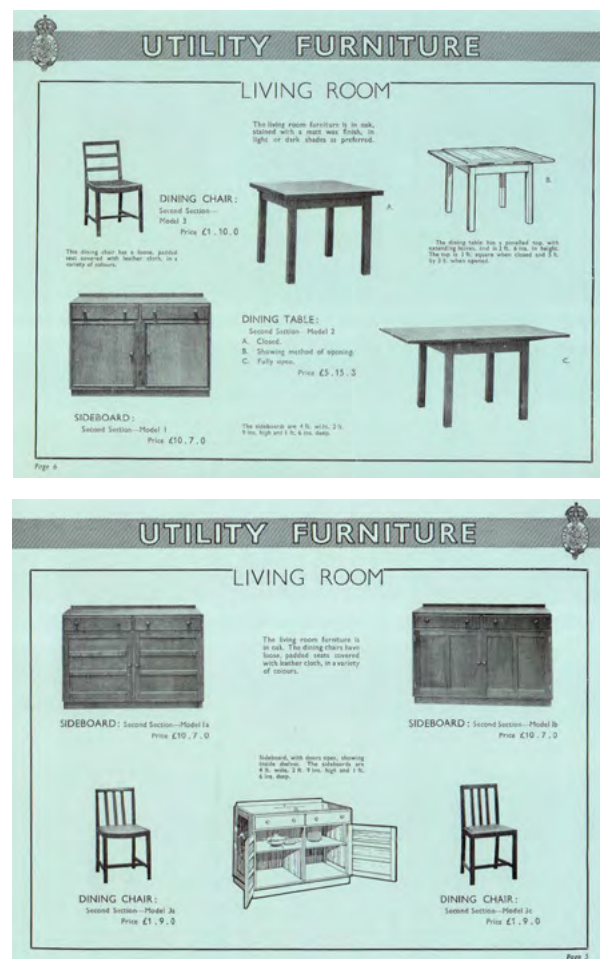 UTILITY FURNITURE
LIVING ROOM
The living room furniture is in oak,
stained with a matt wax finish, in
light or dark shades as preferred.
DINING CHAIR:
Second Section—
Model 3
Price £1.10.0
This dining chair has a loose, padded
seat covered with leather cloth, in a
variety of colours.
A.
B.
The dining table has a panelled top, with
extending leaves, and is 2 ft. 6 ins. in height.
The top is 3 ft. square when closed and 5 ft.
by 3 ft. when opened.
DINING TABLE:
Second Section—Model 2
A. Closed.
B. Showing method of opening.
C. Fully open.
Price £5.15.3
C.
SIDEBOARD:
Second Section—Model 1
Price £10.7.0
The sideboards are 4 ft. wide, 2 ft.
9 ins. high and 1 ft. 6 ins. deep.
Page 6
UTILITY FURNITURE
LIVING ROOM
The living room furniture is
in oak. The dining chairs have
loose, padded seats covered
with leather cloth, in a variety
of colours.
SIDEBOARD: Second Section—Model 1a
Price £10.7.0
SIDEBOARD: Second Section—Model 1b
Price £10.7.0
Sideboard, with doors open, showing
inside shelves. The sideboards are
4 ft. wide, 2 ft. 9 ins. high and 1 ft.
6 ins. deep.
DINING CHAIR:
Second Section—Model 3a
Price £1.9.0
DINING CHAIR:
Second Section—Model 3c
Price £1.9.0
Page 5